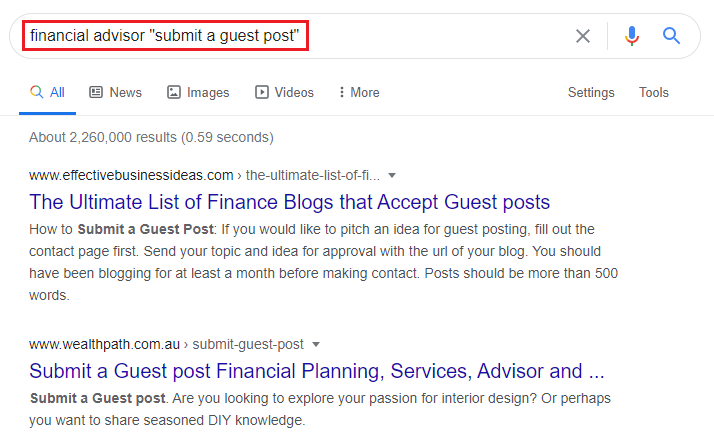 financial advisor "submit a guest post"
All News Images Videos More Settings Tools
About 2,260,000 results (0.59 seconds)
www.effectivebusinessideas.com › the-ultimate-list-of-fi...
The Ultimate List of Finance Blogs that Accept Guest posts
How to Submit a Guest Post: If you would like to pitch an idea for guest posting, fill out the
contact page first. Send your topic and idea for approval with the url of your blog. You should
have been blogging for at least a month before making contact. Posts should be more than 500
words.
www.wealthpath.com.au › submit-guest-post
Submit a Guest post Financial Planning, Services, Advisor and ...
Submit a Guest post. Are you looking to explore your passion for interior design? Or perhaps
you want to share seasoned DIY knowledge.